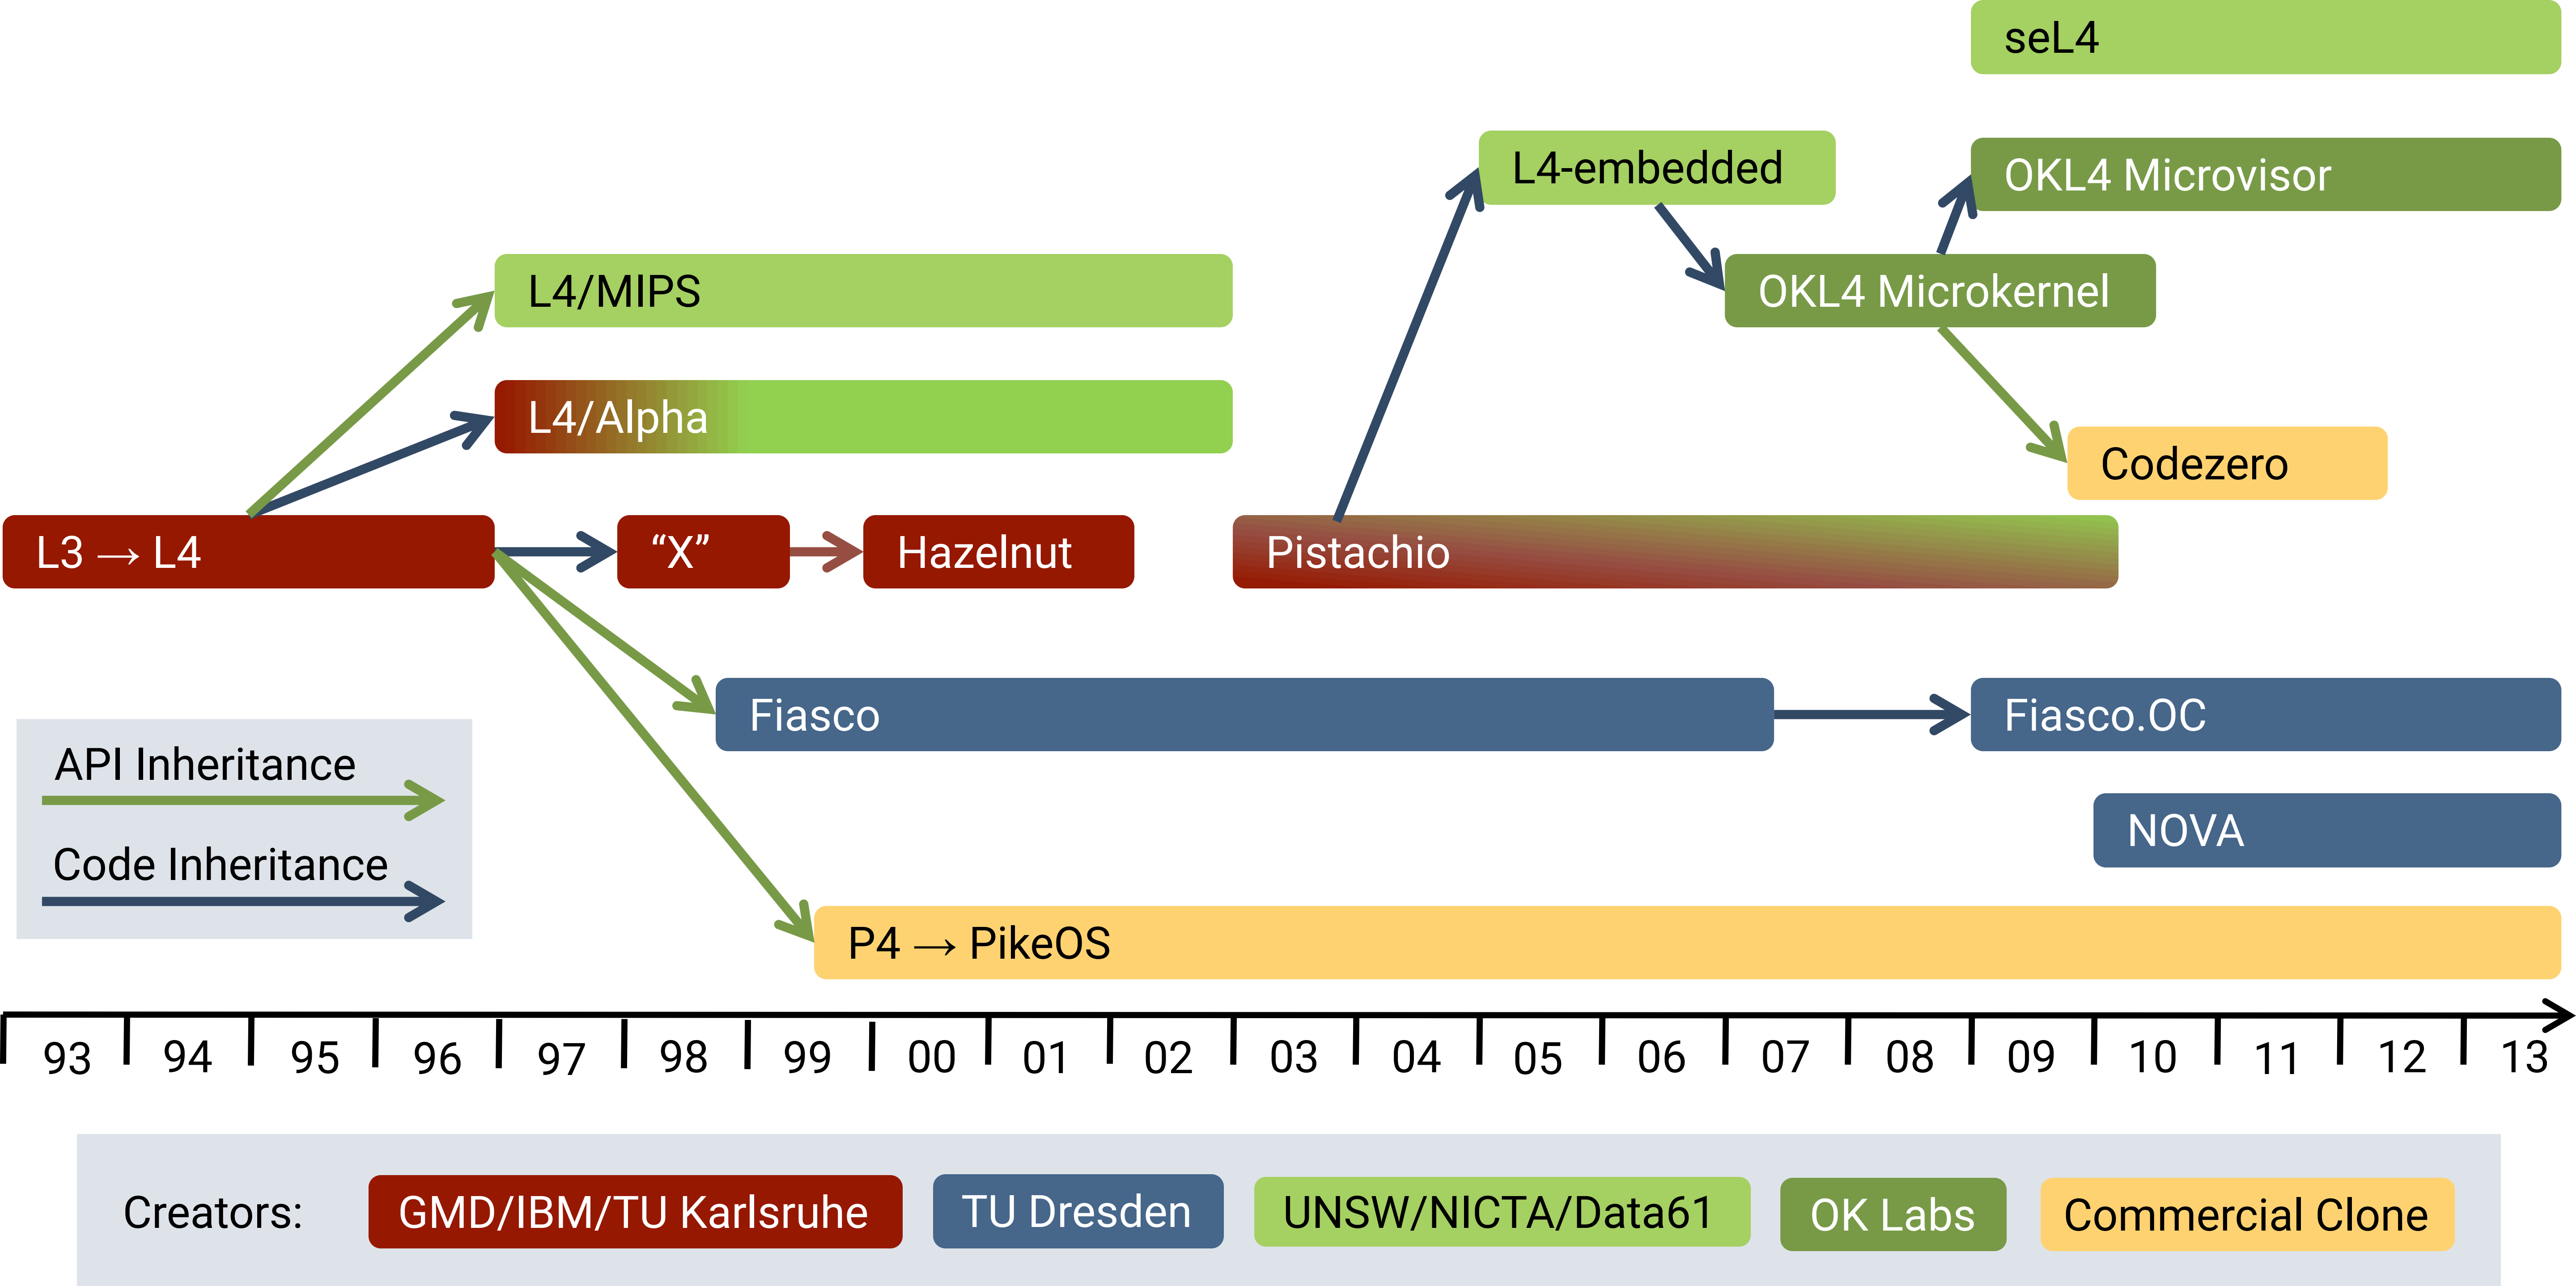 seL4
L4-embedded
OKL4 Microvisor
L4/MIPS
OKL4 Microkernel
L4/Alpha
Codezero
L3 → L4
“X”
Hazelnut
Pistachio
Fiasco
Fiasco.OC
API Inheritance
Code Inheritance
NOVA
P4 → PikeOS
93 94 95 96 97 98 99 00 01 02 03 04 05 06 07 08 09 10 11 12 13
Creators: GMD/IBM/TU Karlsruhe TU Dresden UNSW/NICTA/Data61 OK Labs Commercial Clone